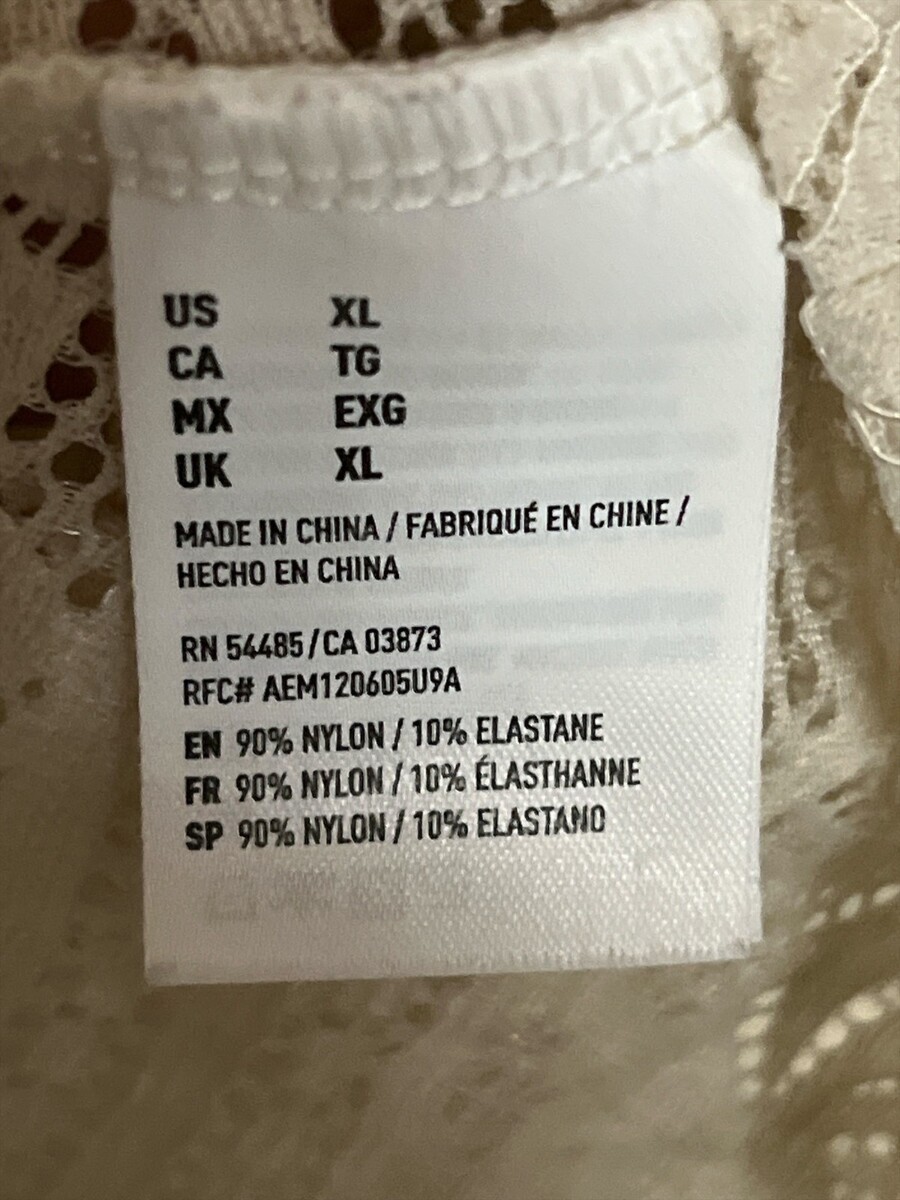 US XL
CA TG
MX EXG
UK XL
MADE IN CHINA / FABRIQUÉ EN CHINE /
HECHO EN CHINA
RN 54485/CA 03873
RFC# AEM120605U9A
EN 90% NYLON / 10% ELASTANE
FR 90% NYLON / 10% ÉLASTHANNE
SP 90% NYLON / 10% ELASTANO